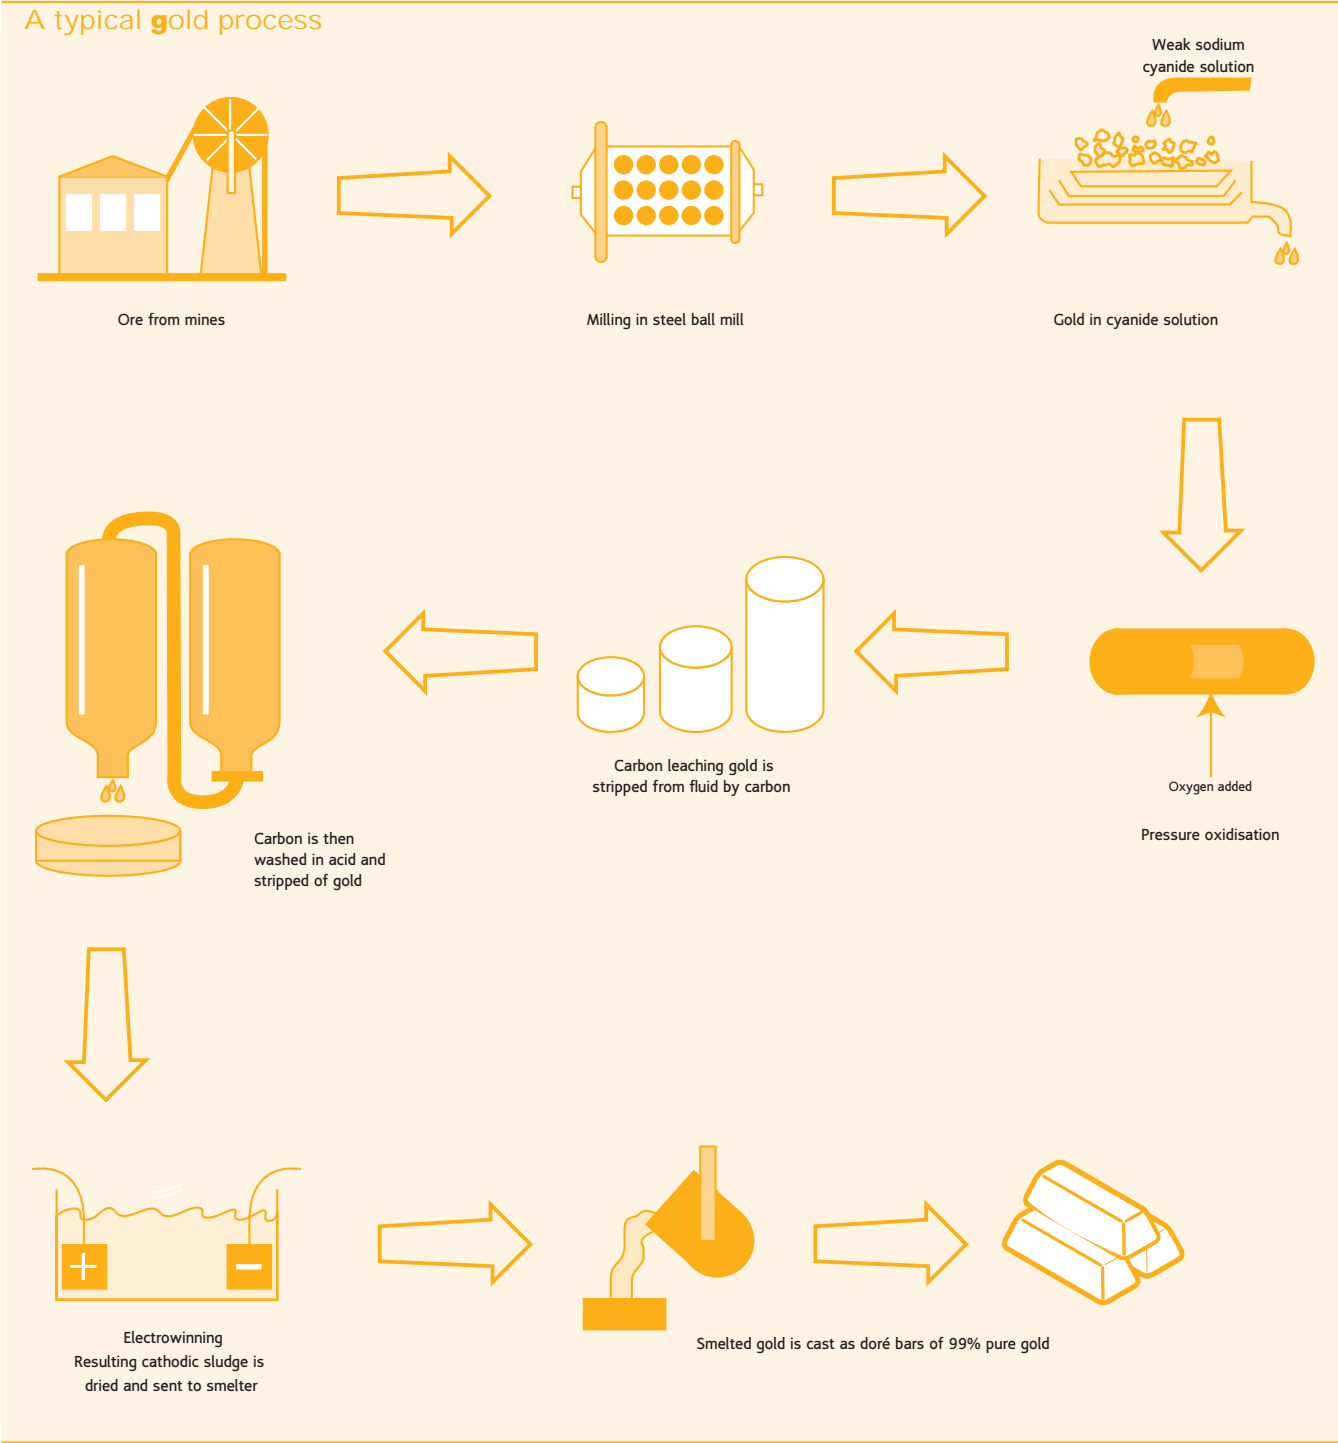 A typical gold process
Weak sodium
cyanide solution
Ore from mines
Milling in steel ball mill
Gold in cyanide solution
Oxygen added
Pressure oxidisation
Carbon leaching gold is
stripped from fluid by carbon
Carbon is then
washed in acid and
stripped of gold
+
−
Electrowinning
Resulting cathodic sludge is
dried and sent to smelter
Smelted gold is cast as doré bars of 99% pure gold